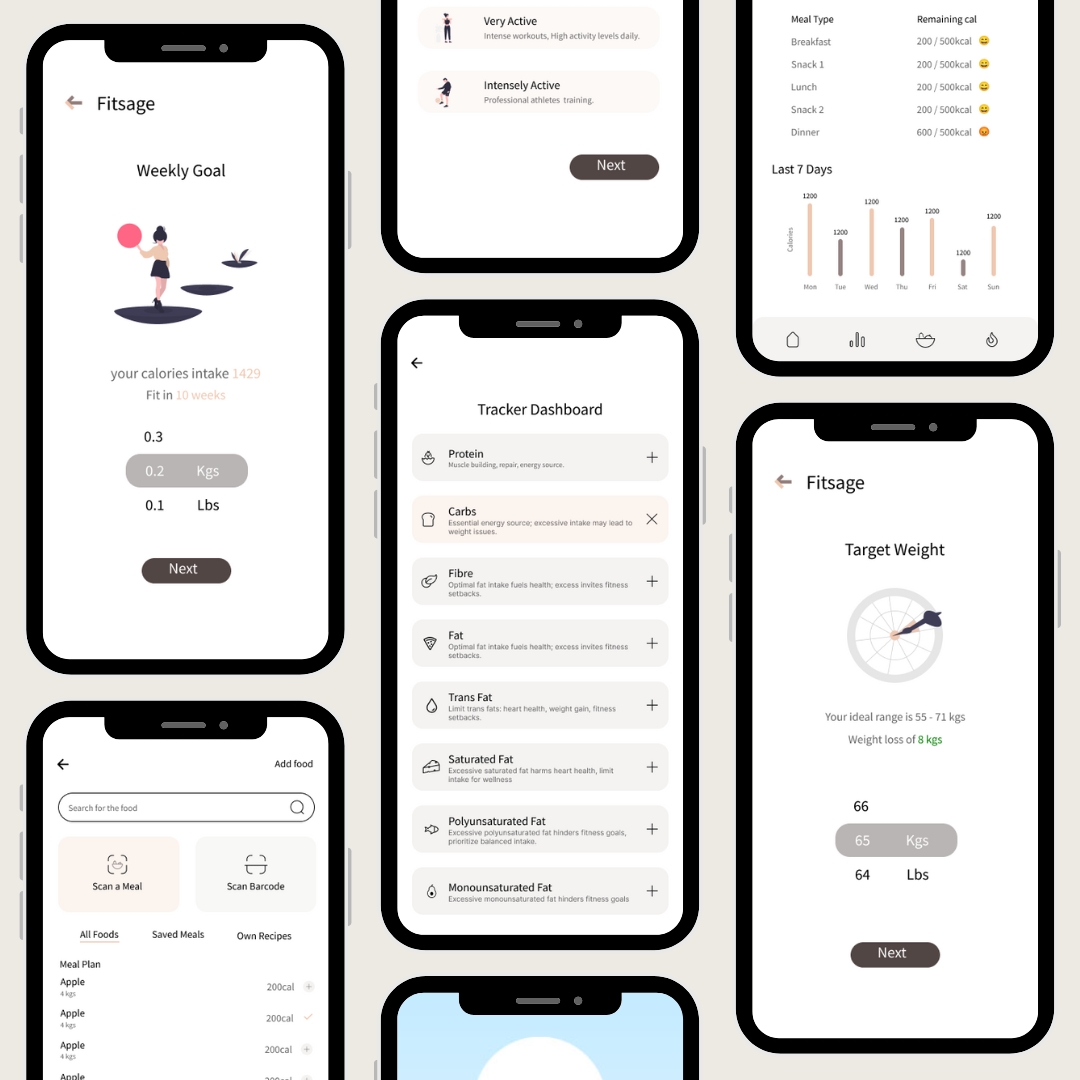 Fitsage
Weekly Goal
your calories intake 1429
Fit in 10 weeks
0.3
0.2 Kgs
0.1 Lbs
Next
Add food
Search for the food
Scan a Meal
Scan Barcode
All Foods
Saved Meals
Own Recipes
Meal Plan
Apple
4 kgs
200cal
Apple
4 kgs
200cal
Apple
4 kgs
200cal
Apple
200cal
Very Active
Intense workouts, High activity levels daily.
Intensely Active
Professional athletes training.
Next
Tracker Dashboard
Protein
Muscle building, repair, energy source.
Carbs
Essential energy source; excessive intake may lead to
weight issues.
Fibre
Optimal fat intake fuels health; excess invites fitness
setbacks.
Fat
Optimal fat intake fuels health; excess invites fitness
setbacks.
Trans Fat
Limit trans fats: heart health, weight gain, fitness
setbacks.
Saturated Fat
Excessive saturated fat harms heart health, limit
intake for wellness
Polyunsaturated Fat
Excessive polyunsaturated fat hinders fitness goals,
prioritize balanced intake.
Monounsaturated Fat
Excessive monounsaturated fat hinders fitness goals
Meal Type Remaining cal
Breakfast 200 / 500kcal 😄
Snack 1 200 / 500kcal 😄
Lunch 200 / 500kcal 😄
Snack 2 200 / 500kcal 😄
Dinner 600 / 500kcal 😡
Last 7 Days
Calories
1200 1200 1200 1200 1200 1200 1200
Mon Tue Wed Thu Fri Sat Sun
Fitsage
Target Weight
Your ideal range is 55 - 71 kgs
Weight loss of 8 kgs
66
65 Kgs
64 Lbs
Next